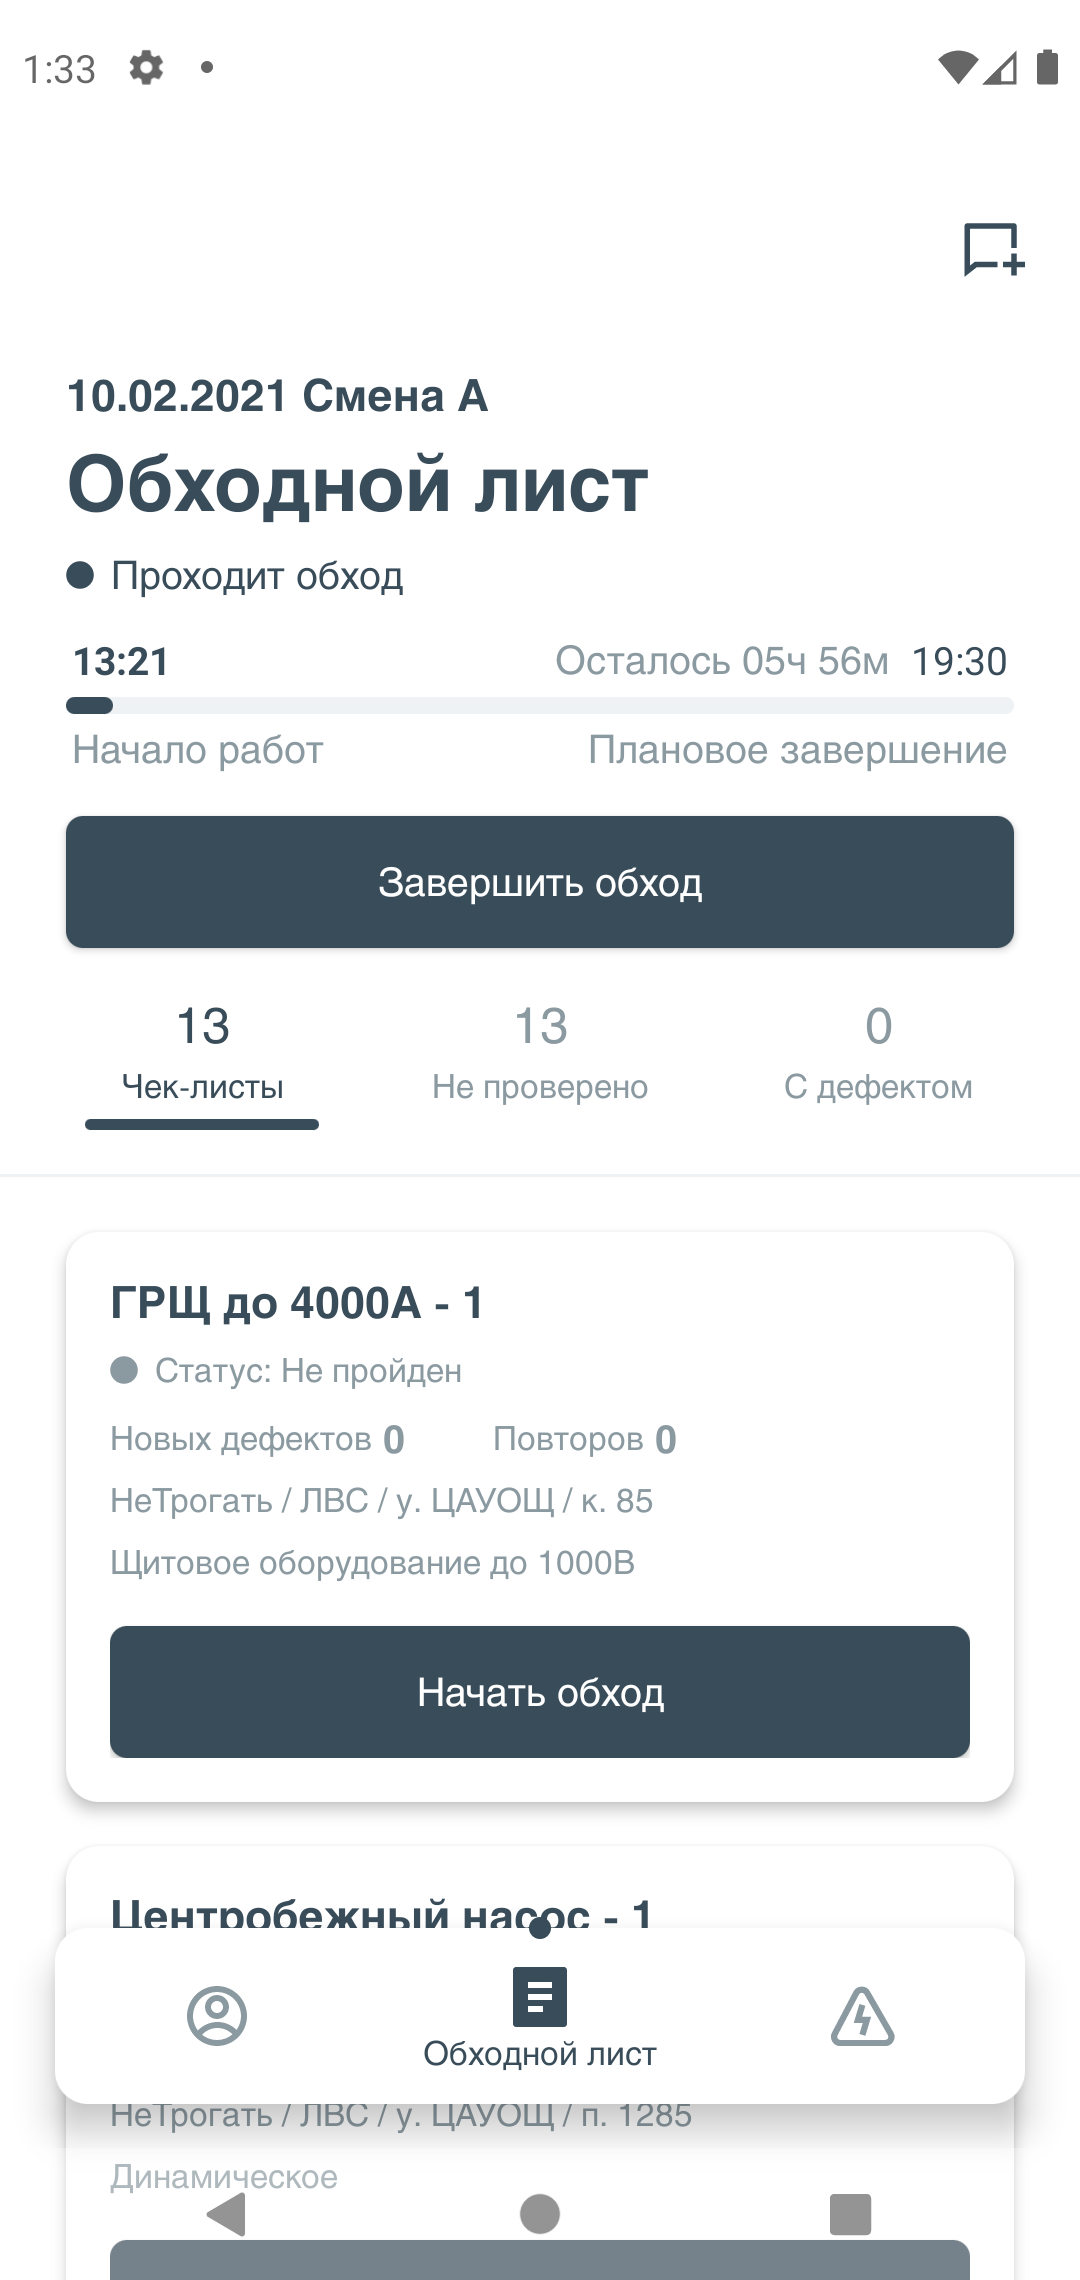 1:33
10.02.2021 Смена А
Обходной лист
Проходит обход
13:21 Осталось 05ч 56м 19:30
Начало работ Плановое завершение
Завершить обход
13 13 0
Чек-листы Не проверено С дефектом
ГРЩ до 4000А - 1
Статус: Не пройден
Новых дефектов 0 Повторов 0
НеТрогать / ЛВС / у. ЦАУОЩ / к. 85
Щитовое оборудование до 1000В
Начать обход
Центробежный насос - 1
Обходной лист
НеТрогать / ЛВС / у. ЦАУОЩ / п. 1285
Динамическое